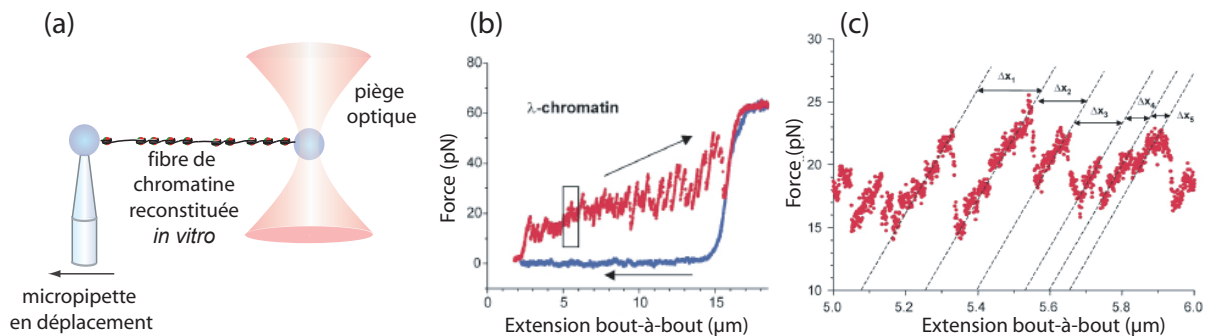 (a)
piège
optique
fibre de
chromatine
reconstituée
in vitro
micropipette
en déplacement
(b)
λ-chromatin
Force (pN)
80
60
40
20
0
0
5
10
15
Extension bout-à-bout (µm)
(c)
Force (pN)
30
25
20
15
10
Δx1
Δx2
Δx3
Δx4
Δx5
5.0
5.2
5.4
5.6
5.8
6.0
Extension bout-à-bout (µm)